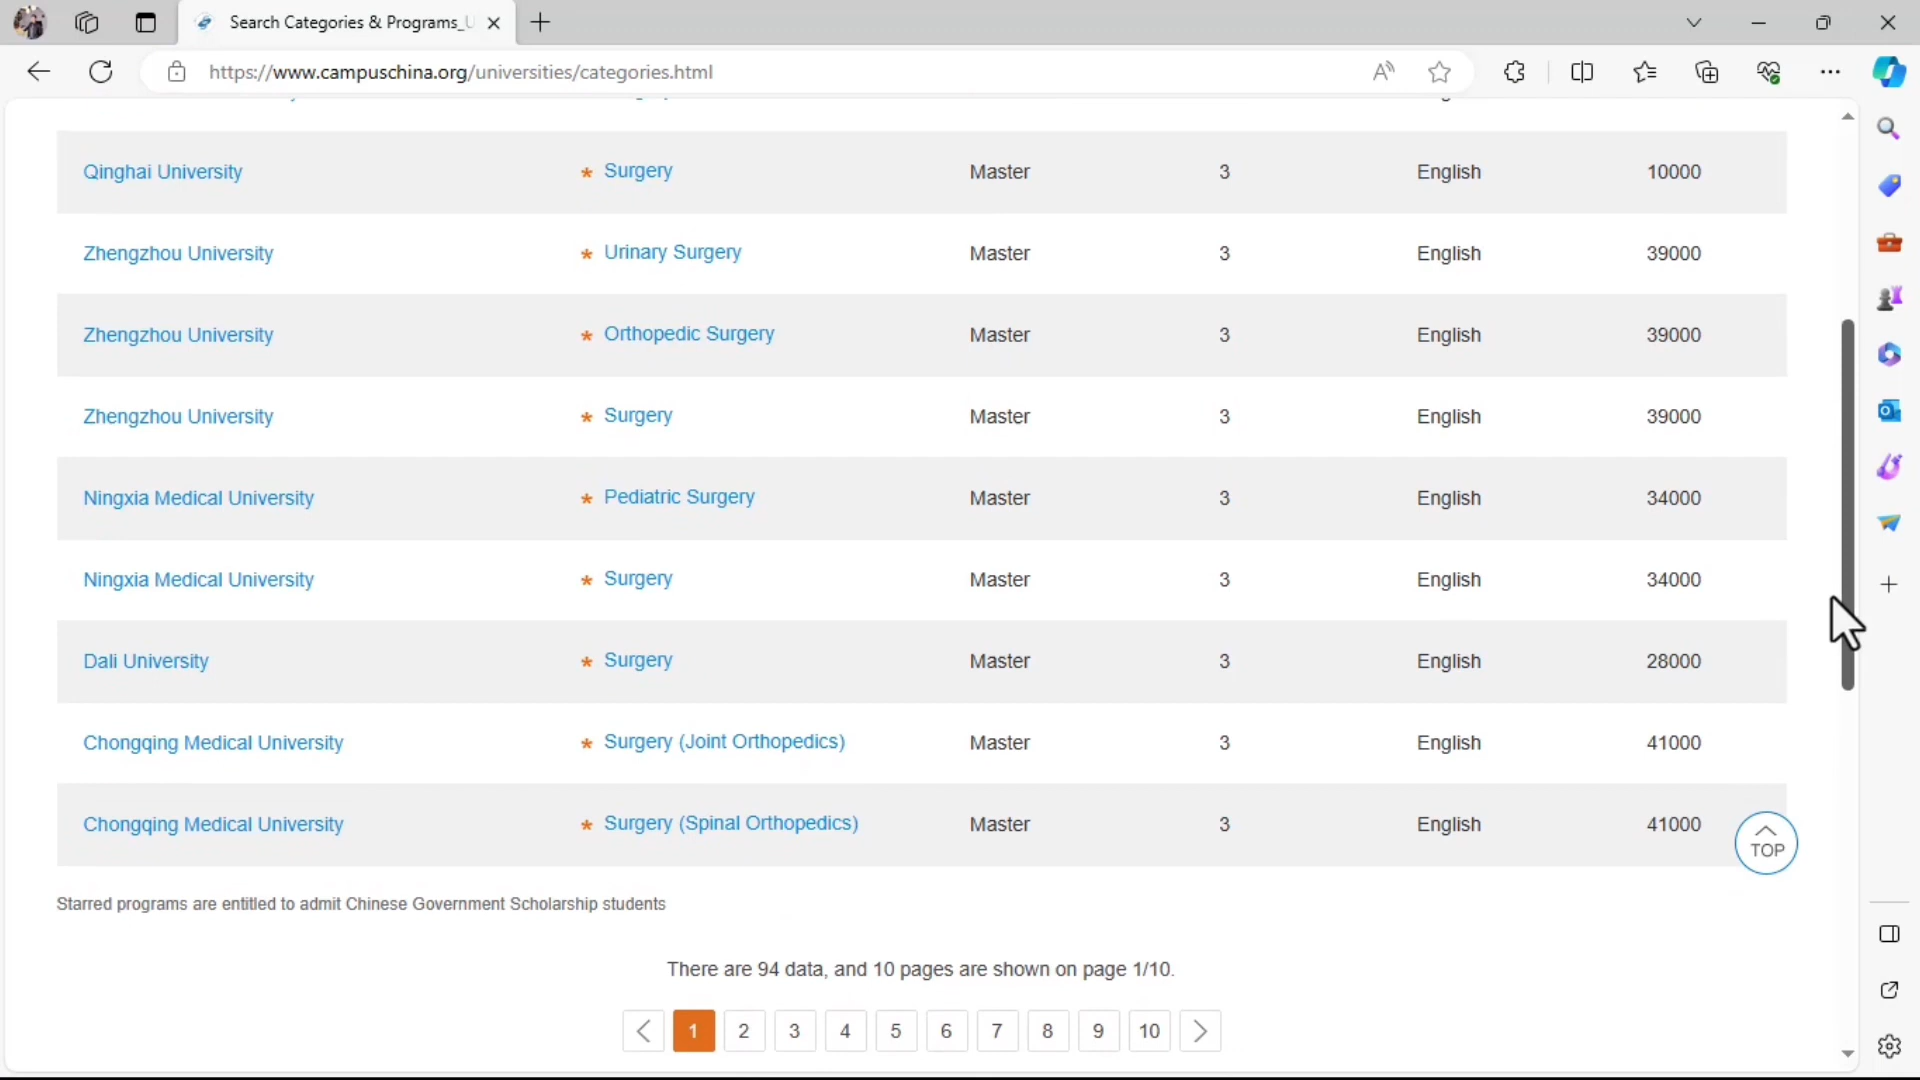 Search Categories & Programs_U
https://www.campuschina.org/universities/categories.html
Qinghai University * Surgery Master 3 English 10000
Zhengzhou University * Urinary Surgery Master 3 English 39000
Zhengzhou University * Orthopedic Surgery Master 3 English 39000
Zhengzhou University * Surgery Master 3 English 39000
Ningxia Medical University * Pediatric Surgery Master 3 English 34000
Ningxia Medical University * Surgery Master 3 English 34000
Dali University * Surgery Master 3 English 28000
Chongqing Medical University * Surgery (Joint Orthopedics) Master 3 English 41000
Chongqing Medical University * Surgery (Spinal Orthopedics) Master 3 English 41000
TOP
Starred programs are entitled to admit Chinese Government Scholarship students
There are 94 data, and 10 pages are shown on page 1/10.
1 2 3 4 5 6 7 8 9 10